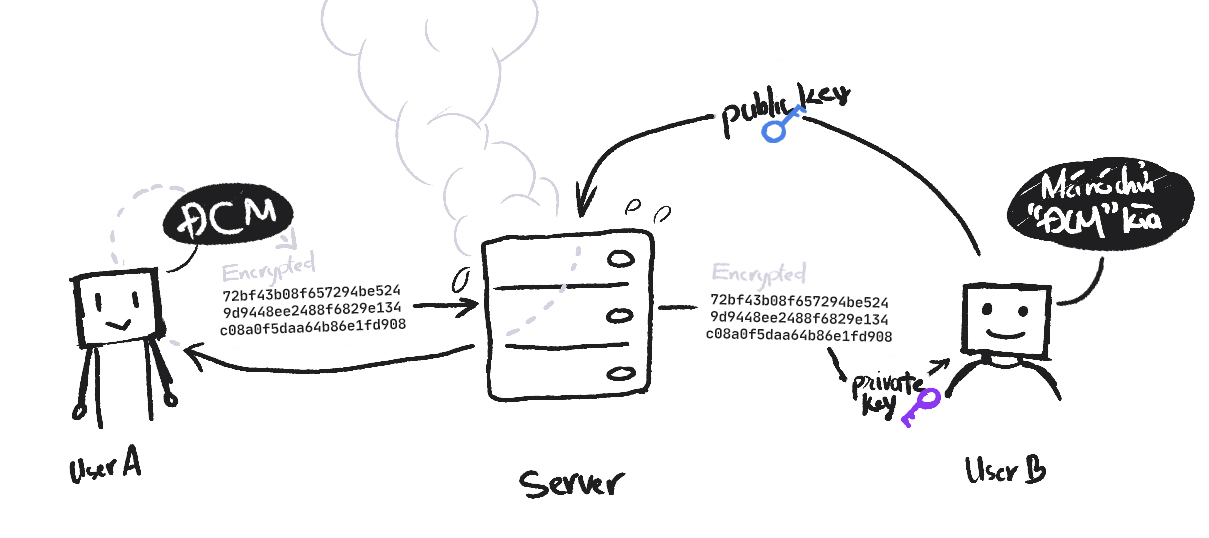 public key
ĐCM
Má nó chửi
"ĐCM" kìa
Encrypted
72bf43b08f657294be524
9d9448ee2488f6829e134
c08a0f5daa64b86e1fd908
Encrypted
72bf43b08f657294be524
9d9448ee2488f6829e134
c08a0f5daa64b86e1fd908
private
key
User A
Server
User B